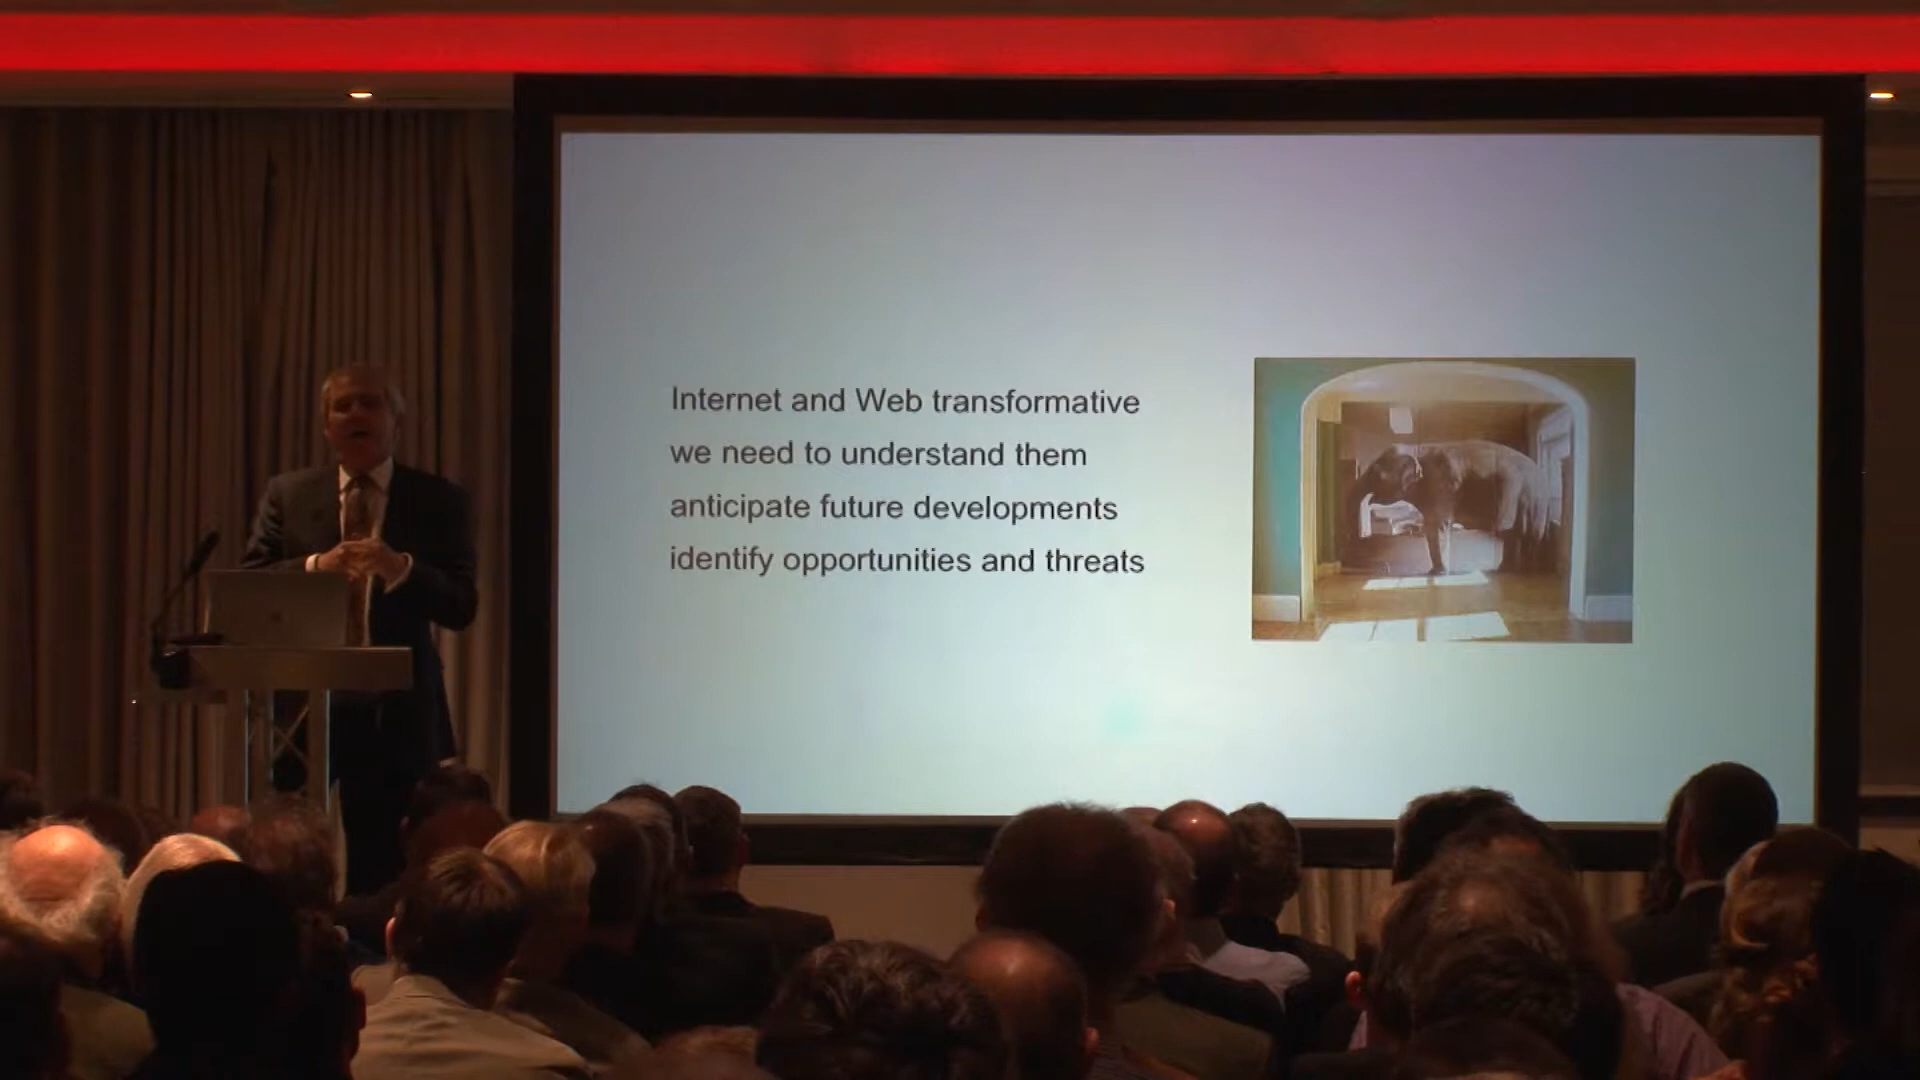 Internet and Web transformative
we need to understand them
anticipate future developments
identify opportunities and threats